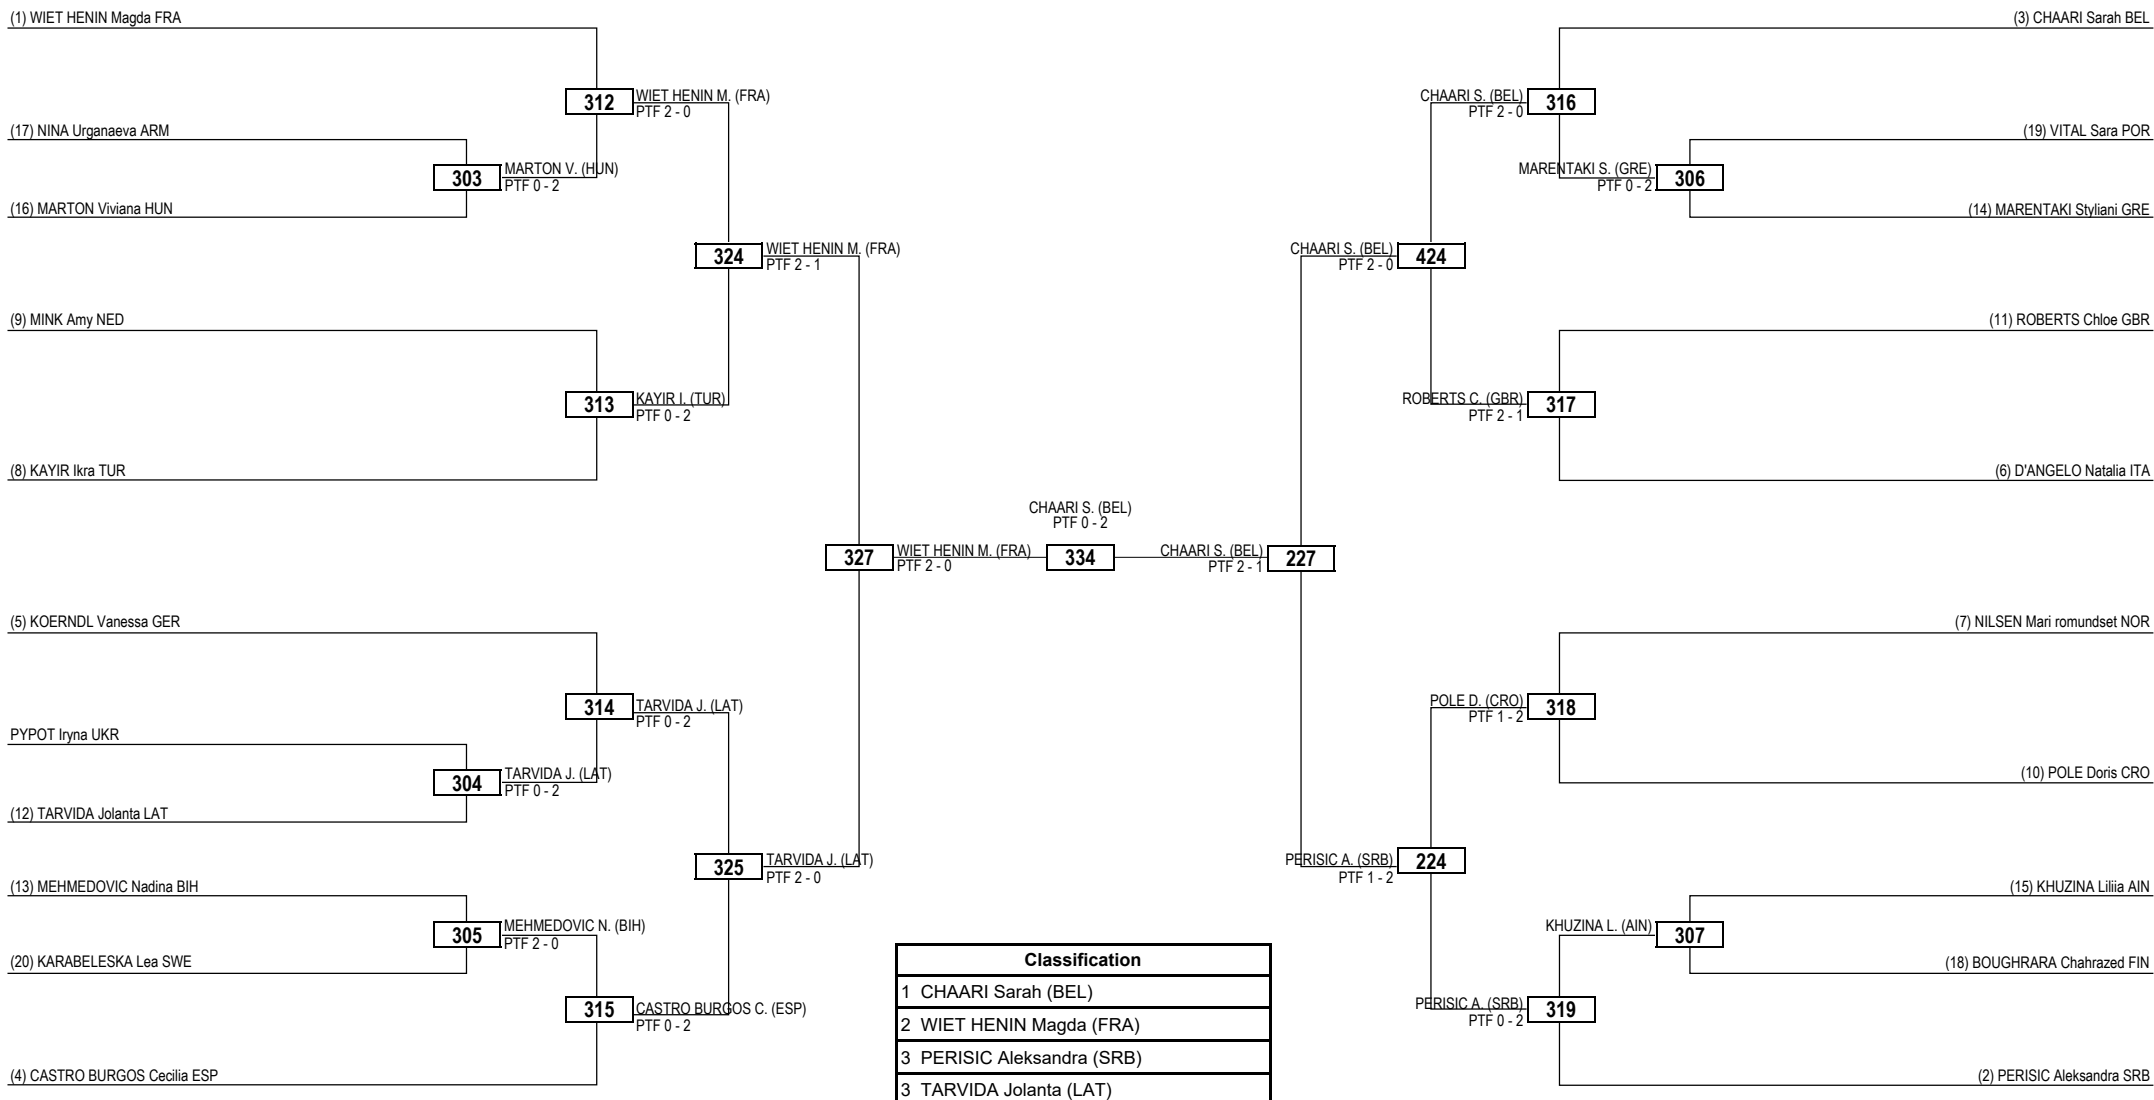 (1) WIET HENIN Magda FRA
312
WIET HENIN M. (FRA)
PTF 2 - 0
(17) NINA Urganaeva ARM
303
MARTON V. (HUN)
PTF 0 - 2
(16) MARTON Viviana HUN
324
WIET HENIN M. (FRA)
PTF 2 - 1
(9) MINK Amy NED
313
KAYIR I. (TUR)
PTF 0 - 2
(8) KAYIR Ikra TUR
327
WIET HENIN M. (FRA)
PTF 2 - 0
(5) KOERNDL Vanessa GER
314
TARVIDA J. (LAT)
PTF 0 - 2
PYPOT Iryna UKR
304
TARVIDA J. (LAT)
PTF 0 - 2
(12) TARVIDA Jolanta LAT
325
TARVIDA J. (LAT)
PTF 2 - 0
(13) MEHMEDOVIC Nadina BIH
305
MEHMEDOVIC N. (BIH)
PTF 2 - 0
(20) KARABELESKA Lea SWE
315
CASTRO BURGOS C. (ESP)
PTF 0 - 2
(4) CASTRO BURGOS Cecilia ESP
CHAARI S. (BEL)
PTF 0 - 2
334
(3) CHAARI Sarah BEL
CHAARI S. (BEL)
PTF 2 - 0
316
(19) VITAL Sara POR
MARENTAKI S. (GRE)
PTF 0 - 2
306
(14) MARENTAKI Styliani GRE
CHAARI S. (BEL)
PTF 2 - 0
424
(11) ROBERTS Chloe GBR
ROBERTS C. (GBR)
PTF 2 - 1
317
(6) D'ANGELO Natalia ITA
CHAARI S. (BEL)
PTF 2 - 1
227
(7) NILSEN Mari romundset NOR
POLE D. (CRO)
PTF 1 - 2
318
(10) POLE Doris CRO
PERISIC A. (SRB)
PTF 1 - 2
224
(15) KHUZINA Liliia AIN
KHUZINA L. (AIN)
307
(18) BOUGHRARA Chahrazed FIN
PERISIC A. (SRB)
PTF 0 - 2
319
(2) PERISIC Aleksandra SRB
Classification
1 CHAARI Sarah (BEL)
2 WIET HENIN Magda (FRA)
3 PERISIC Aleksandra (SRB)
3 TARVIDA Jolanta (LAT)